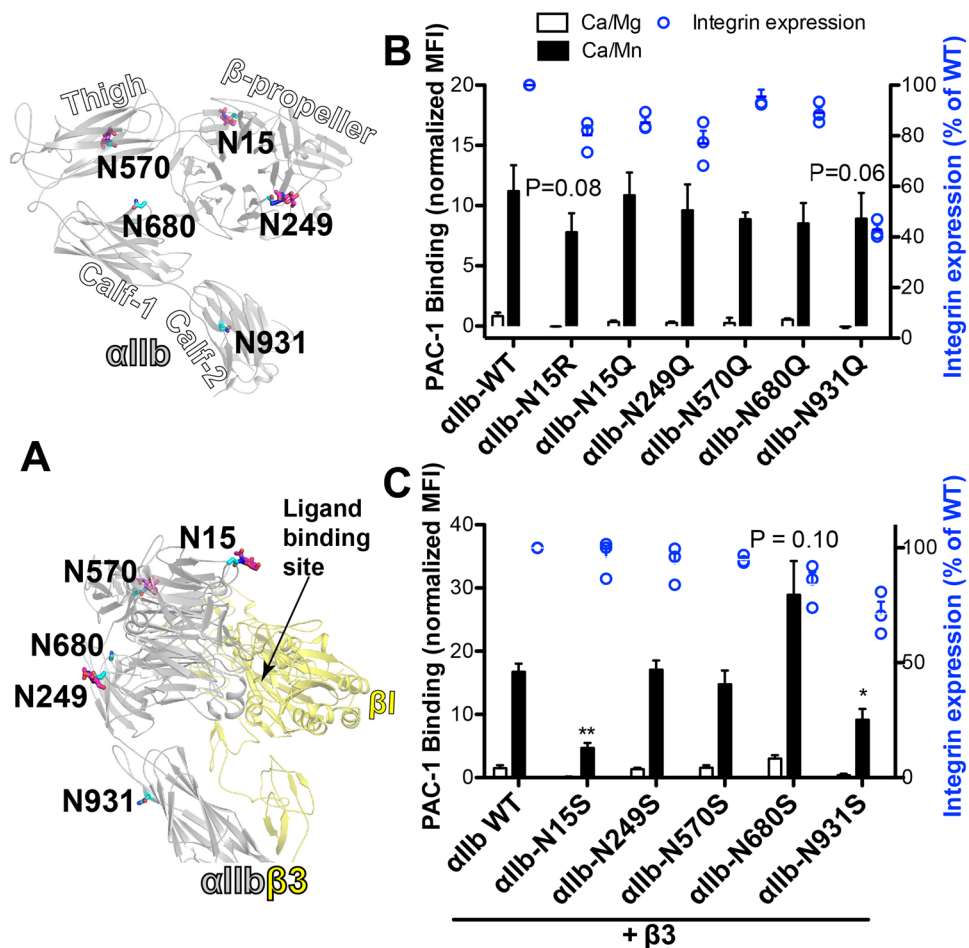 Thigh
β-propeller
N15
N570
N680
N249
Calf-1
Calf-2
N931
αIIb
A
N15
Ligand
binding
site
N570
N680
N249
βI
N931
αIIbβ3
B
Ca/Mg
Ca/Mn
Integrin expression
PAC-1 Binding (normalized MFI)
20
15
10
5
0
P=0.08
P=0.06
100
80
60
40
20
0
Integrin expression (% of WT)
αIIb-WT
αIIb-N15R
αIIb-N15Q
αIIb-N249Q
αIIb-N570Q
αIIb-N680Q
αIIb-N931Q
C
PAC-1 Binding (normalized MFI)
40
30
20
10
0
P = 0.10
**
*
100
50
0
Integrin expression (% of WT)
αIIb WT
αIIb-N15S
αIIb-N249S
αIIb-N570S
αIIb-N680S
αIIb-N931S
+ β3